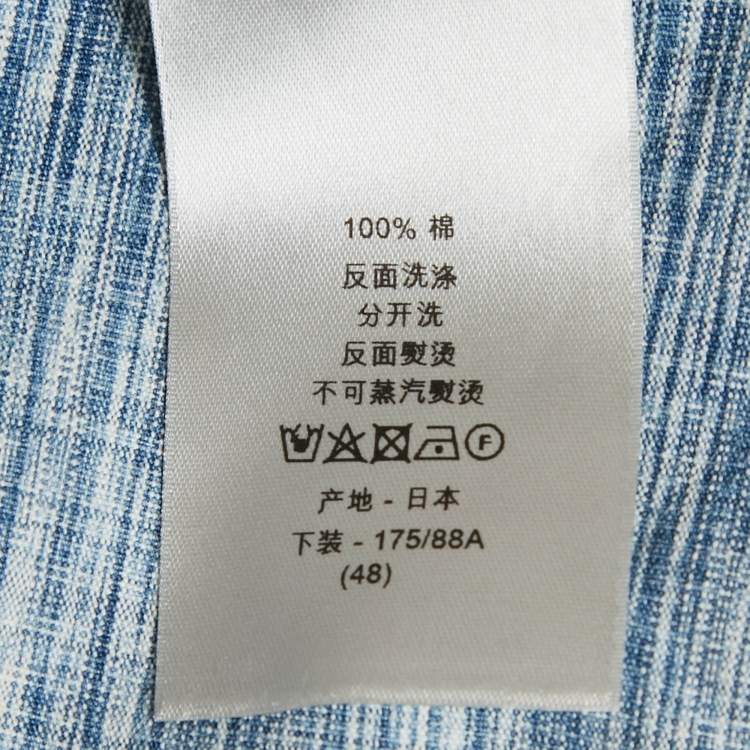 100% 棉
反面洗涤
分开洗
反面熨烫
不可蒸汽熨烫
F
产地 - 日本
下装 - 175/88A
(48)